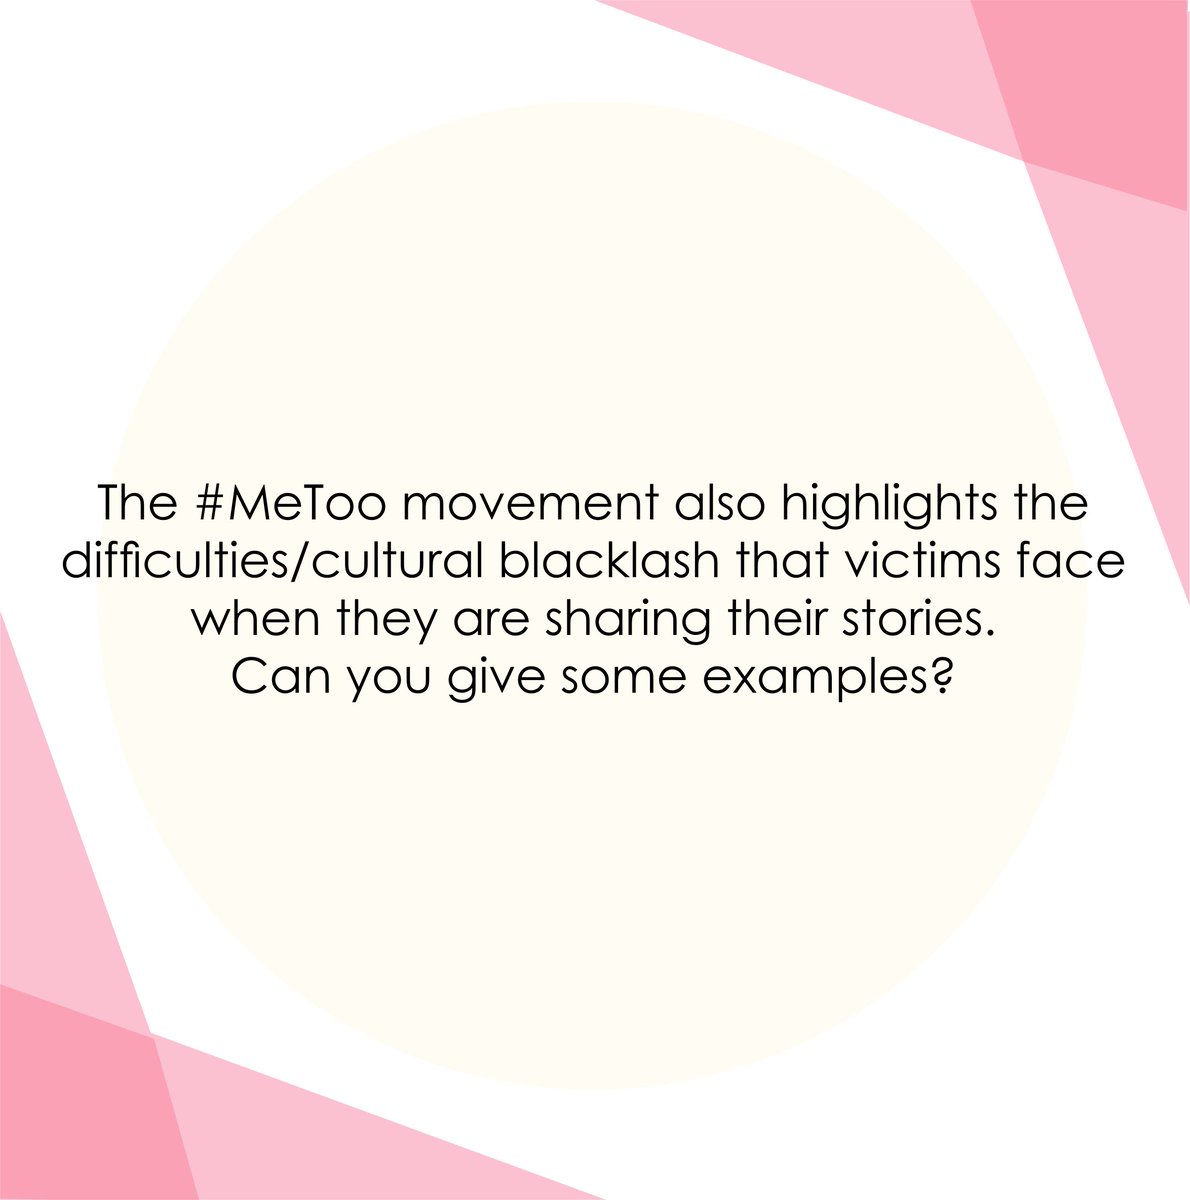 The #MeToo movement also highlights the
difficulties/cultural blacklash that victims face
when they are sharing their stories.
Can you give some examples?